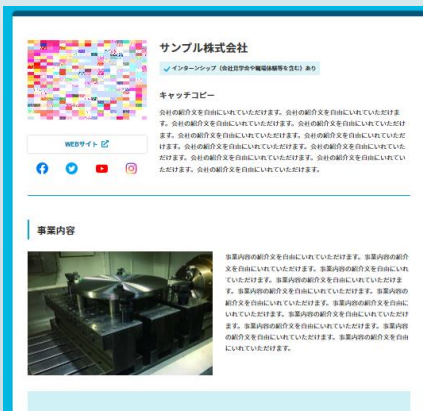 サンプル株式会社
インターンシップ（会社見学会や職場体験等を含む）あり
キャッチコピー
会社の紹介文を自由にいれていただけます。会社の紹介文を自由にいれていただけま
す。会社の紹介文を自由にいれていただけます。会社の紹介文を自由にいれていただけ
ます。会社の紹介文を自由にいれていただけます。会社の紹介文を自由にいれていただ
けます。会社の紹介文を自由にいれていただけます。会社の紹介文を自由にいれていた
だけます。会社の紹介文を自由にいれていただけます。会社の紹介文を自由にいれてい
ただけます。会社の紹介文を自由にいれていただけます。
WEBサイト
事業内容
事業内容の紹介文を自由にいれていただけます。事業内容の紹介
文を自由にいれていただけます。事業内容の紹介文を自由にいれ
ていただけます。事業内容の紹介文を自由にいれていただけま
す。事業内容の紹介文を自由にいれていただけます。事業内容の
紹介文を自由にいれていただけます。事業内容の紹介文を自由に
いれていただけます。事業内容の紹介文を自由にいれていただけ
ます。事業内容の紹介文を自由にいれていただけます。事業内容
の紹介文を自由にいれていただけます。事業内容の紹介文を自由
にいれていただけます。